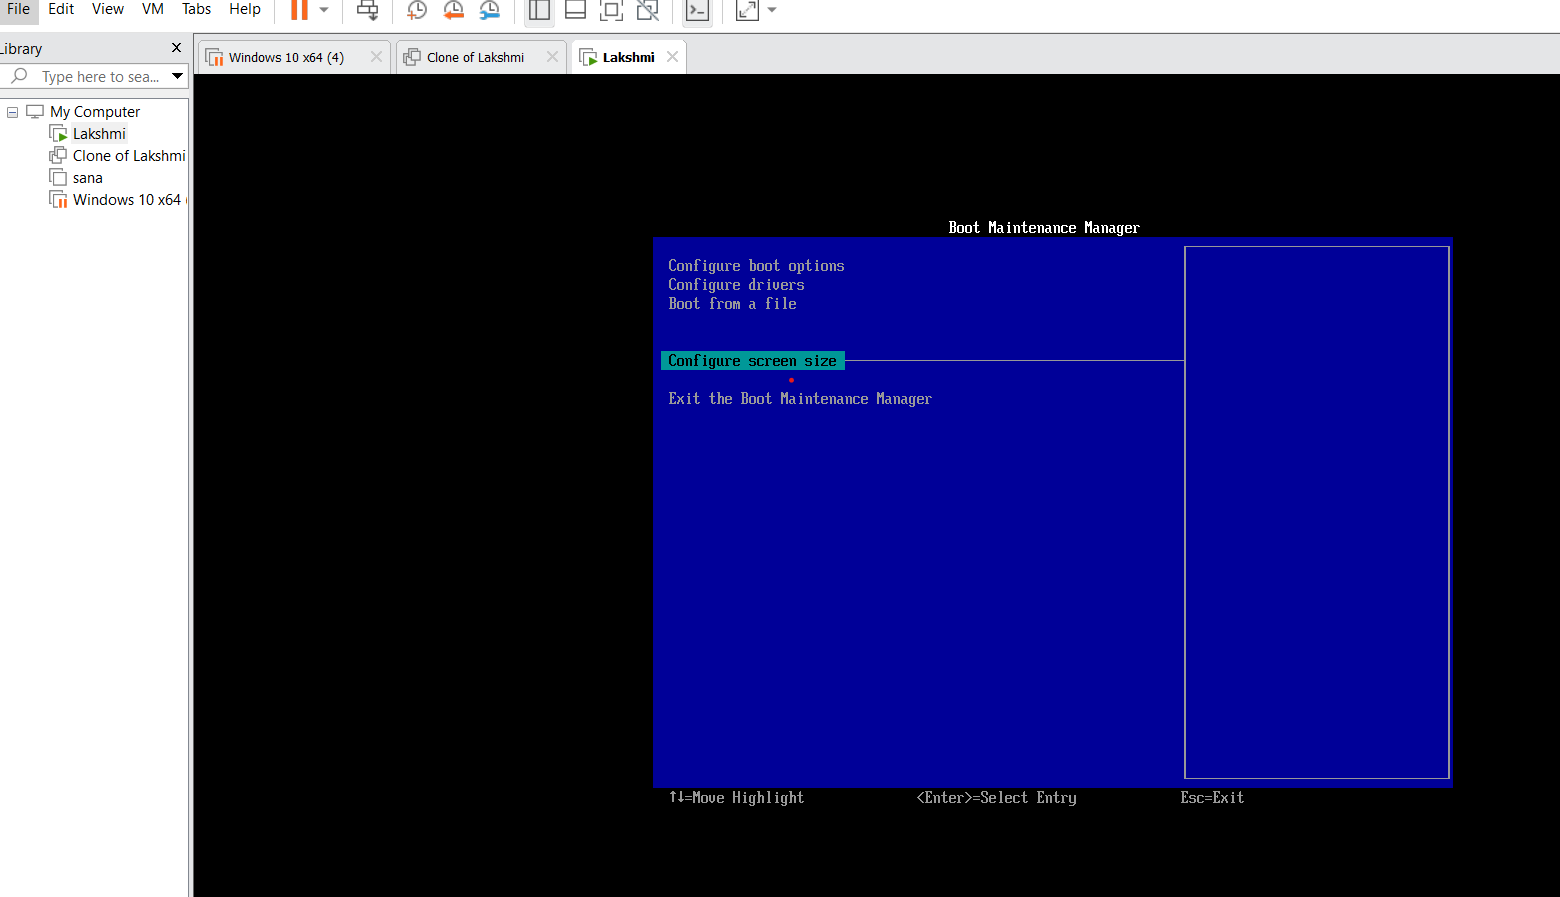 File Edit View VM Tabs Help
Library
Type here to sea...
Windows 10 x64 (4)
Clone of Lakshmi
Lakshmi
My Computer
Lakshmi
Clone of Lakshmi
sana
Windows 10 x64
Boot Maintenance Manager
Configure boot options
Configure drivers
Boot from a file
Configure screen size
Exit the Boot Maintenance Manager
↑↓=Move Highlight <Enter>=Select Entry Esc=Exit